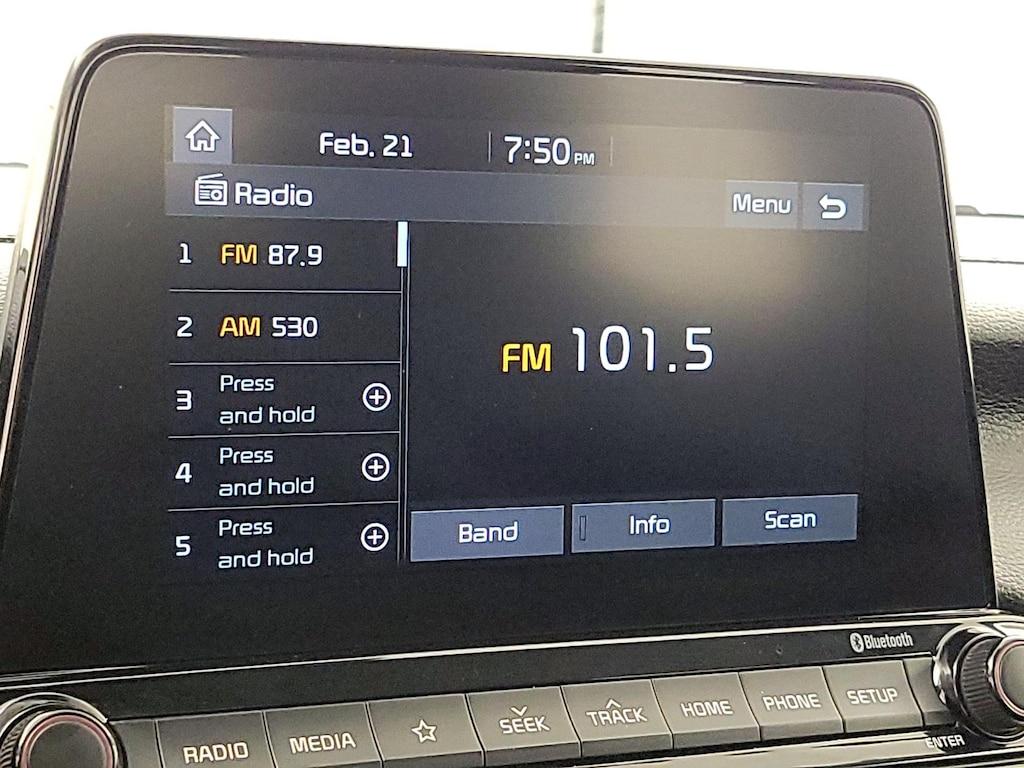 Feb. 21 7:50 PM
Radio
Menu
1 FM 87.9
2 AM 530
3 Press
and hold
4 Press
and hold
5 Press
and hold
FM 101.5
Band Info Scan
Bluetooth
RADIO MEDIA SEEK TRACK HOME PHONE SETUP
ENTER